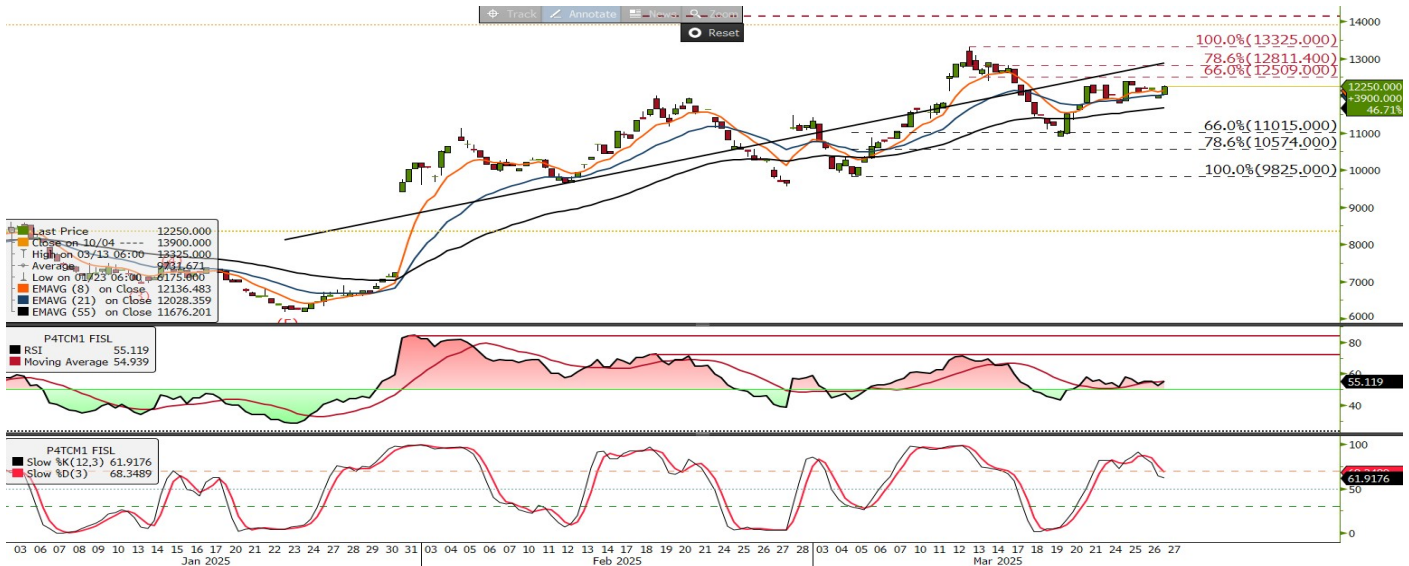 Track Annotate News Zoom
Reset
14000
13000
12250.000
+3900.000
46.71%
11000
10000
9000
8000
7000
6000
100.0%(13325.000)
78.6%(12811.400)
66.0%(12509.000)
66.0%(11015.000)
78.6%(10574.000)
100.0%(9825.000)
Last Price 12250.000
Close on 10/04 ---- 13900.000
High on 03/13 06:00 13325.000
Average
Low on 01/23 06:00 6175.000
EMAVG (8) on Close 12136.483
EMAVG (21) on Close 12028.359
EMAVG (55) on Close 11676.201
P4TCM1 FISL
RSI 55.119
Moving Average 54.939
80
60
55.119
40
P4TCM1 FISL
Slow %K(12,3) 61.9176
Slow %D(3) 68.3489
100
61.9176
50
0
03 06 07 08 09 10 13 14 15 16 17 20 21 22 23 24 27 28 29 30 31 03 04 05 06 07 10 11 12 13 14 17 18 19 20 21 24 25 26 27 28 03 04 05 06 07 10 11 12 13 14 17 18 19 20 21 24 25 26 27
Jan 2025 Feb 2025 Mar 2025